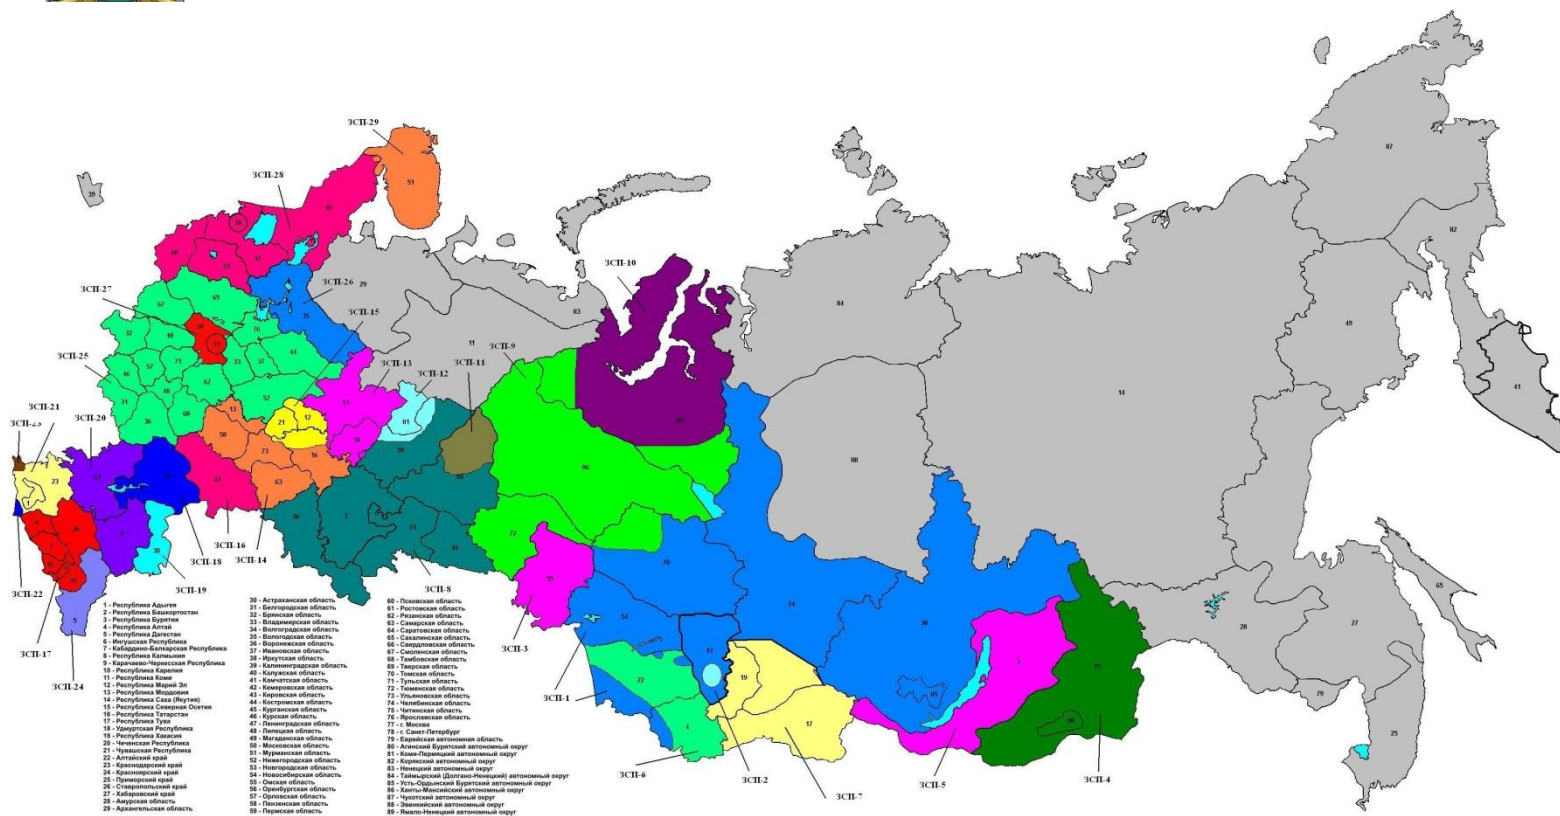 ЗСП-29
ЗСП-28
ЗСП-10
ЗСП-27
ЗСП-26
ЗСП-15
ЗСП-9
ЗСП-13
ЗСП-11
ЗСП-12
ЗСП-25
ЗСП-21
ЗСП-20
ЗСП-23
ЗСП-22
ЗСП-17
ЗСП-24
ЗСП-19
ЗСП-18
ЗСП-16
ЗСП-14
ЗСП-8
ЗСП-3
ЗСП-1
ЗСП-6
ЗСП-2
ЗСП-7
ЗСП-5
ЗСП-4
1 - Республика Адыгея
2 - Республика Башкортостан
3 - Республика Бурятия
4 - Республика Алтай
5 - Республика Дагестан
6 - Ингушская Республика
7 - Кабардино-Балкарская Республика
8 - Республика Калмыкия
9 - Карачаево-Черкесская Республика
10 - Республика Карелия
11 - Республика Коми
12 - Республика Марий Эл
13 - Республика Мордовия
14 - Республика Саха (Якутия)
15 - Республика Северная Осетия
16 - Республика Татарстан
17 - Республика Тува
18 - Удмуртская Республика
19 - Республика Хакасия
20 - Чеченская Республика
21 - Чувашская Республика
22 - Алтайский край
23 - Краснодарский край
24 - Красноярский край
25 - Приморский край
26 - Ставропольский край
27 - Хабаровский край
28 - Амурская область
29 - Архангельская область
30 - Астраханская область
31 - Белгородская область
32 - Брянская область
33 - Владимирская область
34 - Волгоградская область
35 - Вологодская область
36 - Воронежская область
37 - Ивановская область
38 - Иркутская область
39 - Калининградская область
40 - Калужская область
41 - Камчатская область
42 - Кемеровская область
43 - Кировская область
44 - Костромская область
45 - Курганская область
46 - Курская область
47 - Ленинградская область
48 - Липецкая область
49 - Магаданская область
50 - Московская область
51 - Мурманская область
52 - Нижегородская область
53 - Новгородская область
54 - Новосибирская область
55 - Омская область
56 - Оренбургская область
57 - Орловская область
58 - Пензенская область
59 - Пермская область
60 - Псковская область
61 - Ростовская область
62 - Рязанская область
63 - Самарская область
64 - Саратовская область
65 - Сахалинская область
66 - Свердловская область
67 - Смоленская область
68 - Тамбовская область
69 - Тверская область
70 - Томская область
71 - Тульская область
72 - Тюменская область
73 - Ульяновская область
74 - Челябинская область
75 - Читинская область
76 - Ярославская область
77 - г. Москва
78 - г. Санкт-Петербург
79 - Еврейская автономная область
80 - Агинский Бурятский автономный округ
81 - Коми-Пермяцкий автономный округ
82 - Корякский автономный округ
83 - Ненецкий автономный округ
84 - Таймырский (Долгано-Ненецкий) автономный округ
85 - Усть-Ордынский Бурятский автономный округ
86 - Ханты-Мансийский автономный округ
87 - Чукотский автономный округ
88 - Эвенкийский автономный округ
89 - Ямало-Ненецкий автономный округ